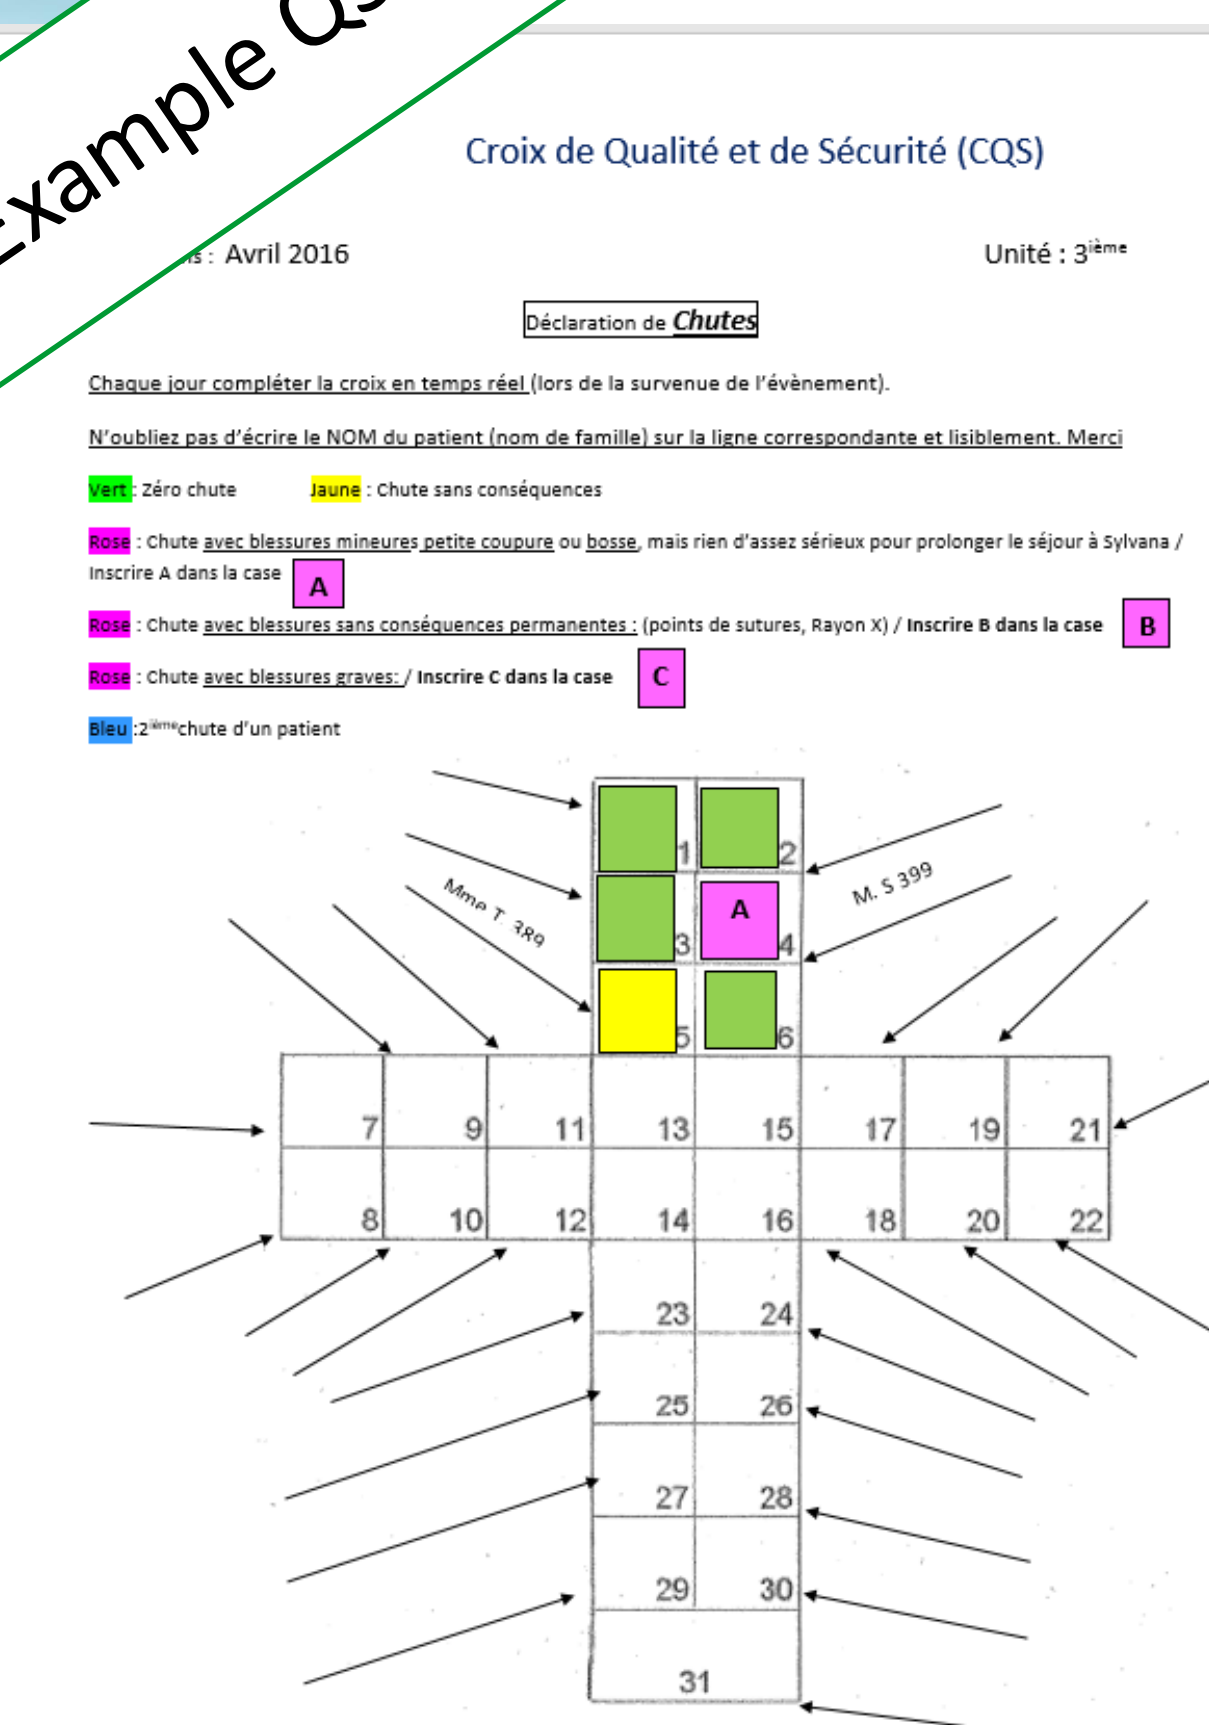 Example QS
Croix de Qualité et de Sécurité (CQS)
: Avril 2016
Unité : 3ième
Déclaration de Chutes
Chaque jour compléter la croix en temps réel (lors de la survenue de l'évènement).
N'oubliez pas d'écrire le NOM du patient (nom de famille) sur la ligne correspondante et lisiblement. Merci
Vert : Zéro chute Jaune : Chute sans conséquences
Rose : Chute avec blessures mineures petite coupure ou bosse, mais rien d'assez sérieux pour prolonger le séjour à Sylvana /
Inscrire A dans la case A
Rose : Chute avec blessures sans conséquences permanentes : (points de sutures, Rayon X) / Inscrire B dans la case B
Rose : Chute avec blessures graves: / Inscrire C dans la case C
Bleu :2ièmechute d'un patient
1 2
Mme T. 389
M. S 399
3 A 4
5 6
7 9 11 13 15 17 19 21
8 10 12 14 16 18 20 22
23 24
25 26
27 28
29 30
31